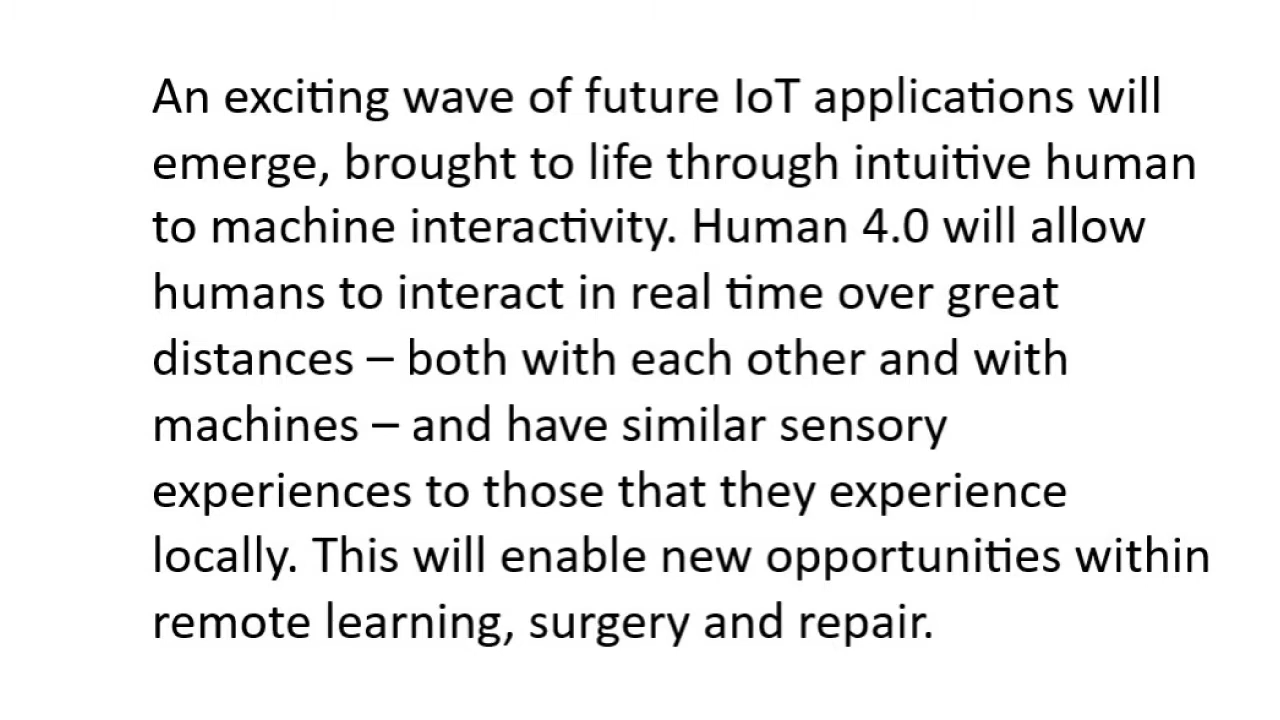 An exciting wave of future IoT applications will
emerge, brought to life through intuitive human
to machine interactivity. Human 4.0 will allow
humans to interact in real time over great
distances – both with each other and with
machines – and have similar sensory
experiences to those that they experience
locally. This will enable new opportunities within
remote learning, surgery and repair.